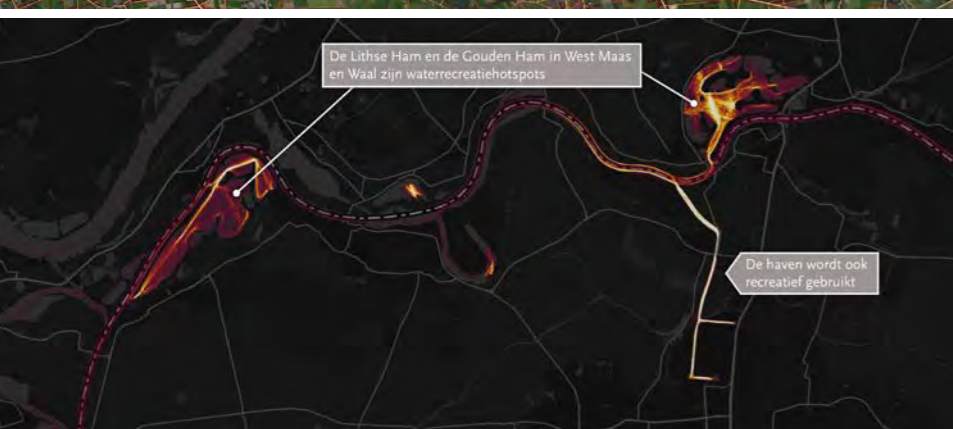 De Lithse Ham en de Gouden Ham in West Maas
en Waal zijn waterrecreatiehotspots
De haven wordt ook
recreatief gebruikt